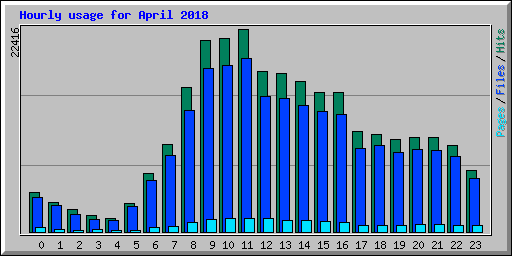 Hourly usage for April 2018
22416
Pages/Files/Hits
0 1 2 3 4 5 6 7 8 9 10 11 12 13 14 15 16 17 18 19 20 21 22 23